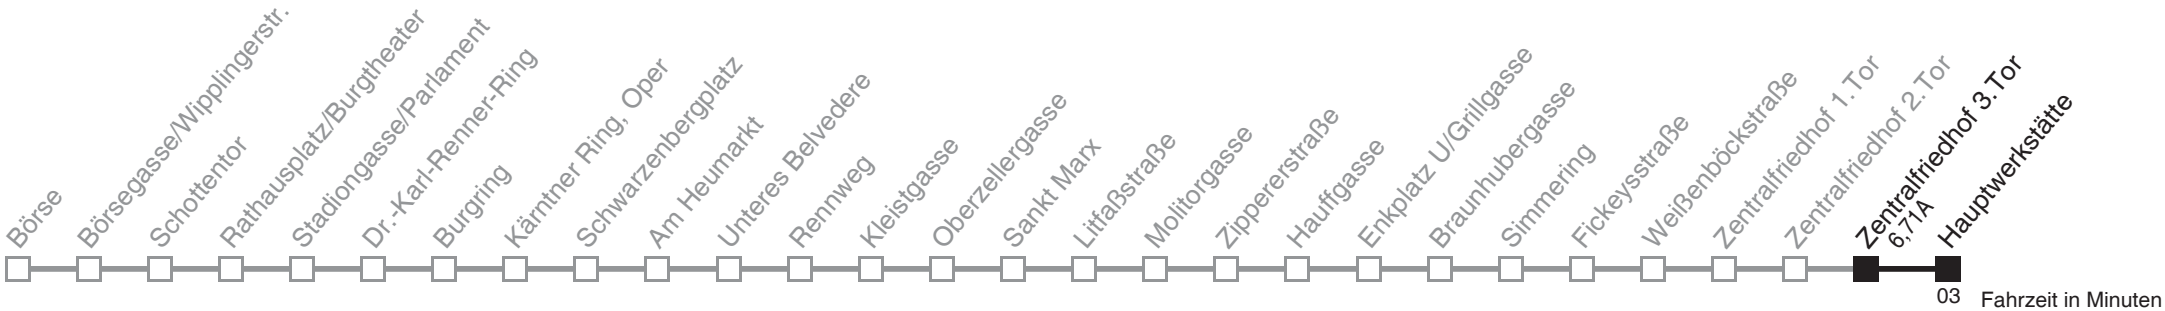 Börse
Börsegasse/Wipplingerstr.
Schottentor
Rathausplatz/Burgtheater
Stadiongasse/Parlament
Dr.-Karl-Renner-Ring
Burgring
Kärntner Ring, Oper
Schwarzenbergplatz
Am Heumarkt
Unteres Belvedere
Rennweg
Kleistgasse
Oberzellergasse
Sankt Marx
Litfaßstraße
Molitorgasse
Zippererstraße
Hauffgasse
Enkplatz U/Grillgasse
Braunhubergasse
Simmering
Fickeysstraße
Weißenböckstraße
Zentralfriedhof 1.Tor
Zentralfriedhof 2.Tor
Zentralfriedhof 3.Tor
6,71A
Hauptwerkstätte
03
Fahrzeit in Minuten